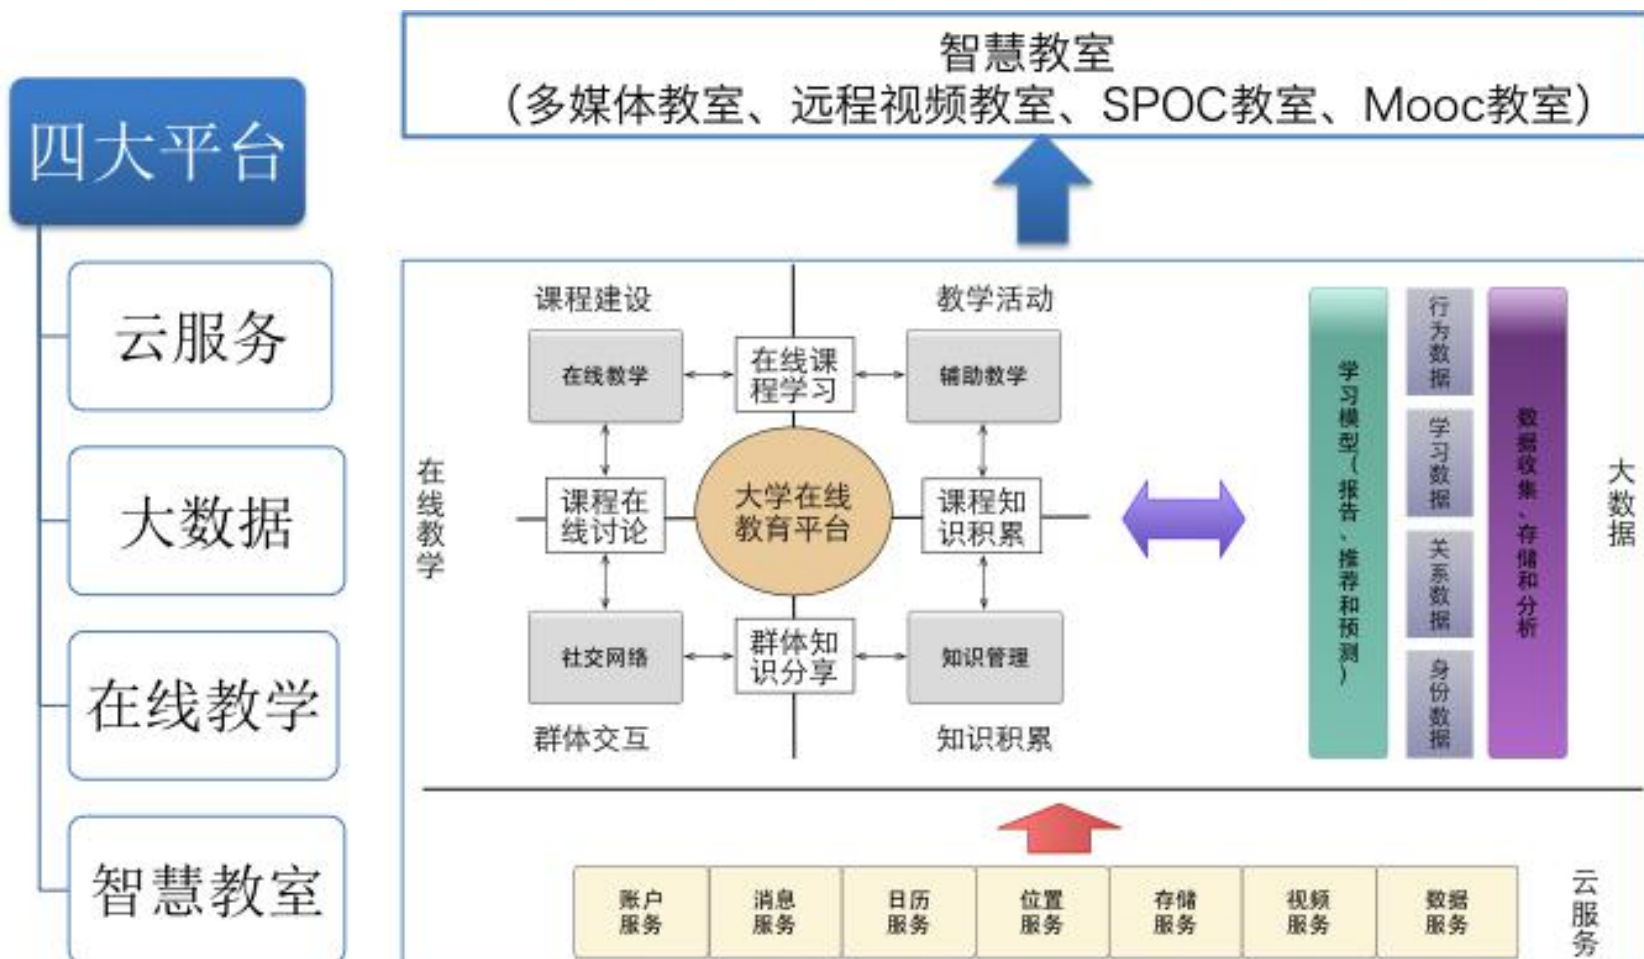 四大平台
云服务
大数据
在线教学
智慧教室
智慧教室
（多媒体教室、远程视频教室、SPOC教室、Mooc教室）
在线教学
课程建设
教学活动
在线教学
在线课
程学习
辅助教学
课程在
线讨论
大学在线
教育平台
课程知
识积累
社交网络
群体知
识分享
知识管理
群体交互
知识积累
学习模型（报告、推荐和预测）
行为数据
学习数据
关系数据
身份数据
数据收集、存储和分析
大数据
账户
服务
消息
服务
日历
服务
位置
服务
存储
服务
视频
服务
数据
服务
云服务